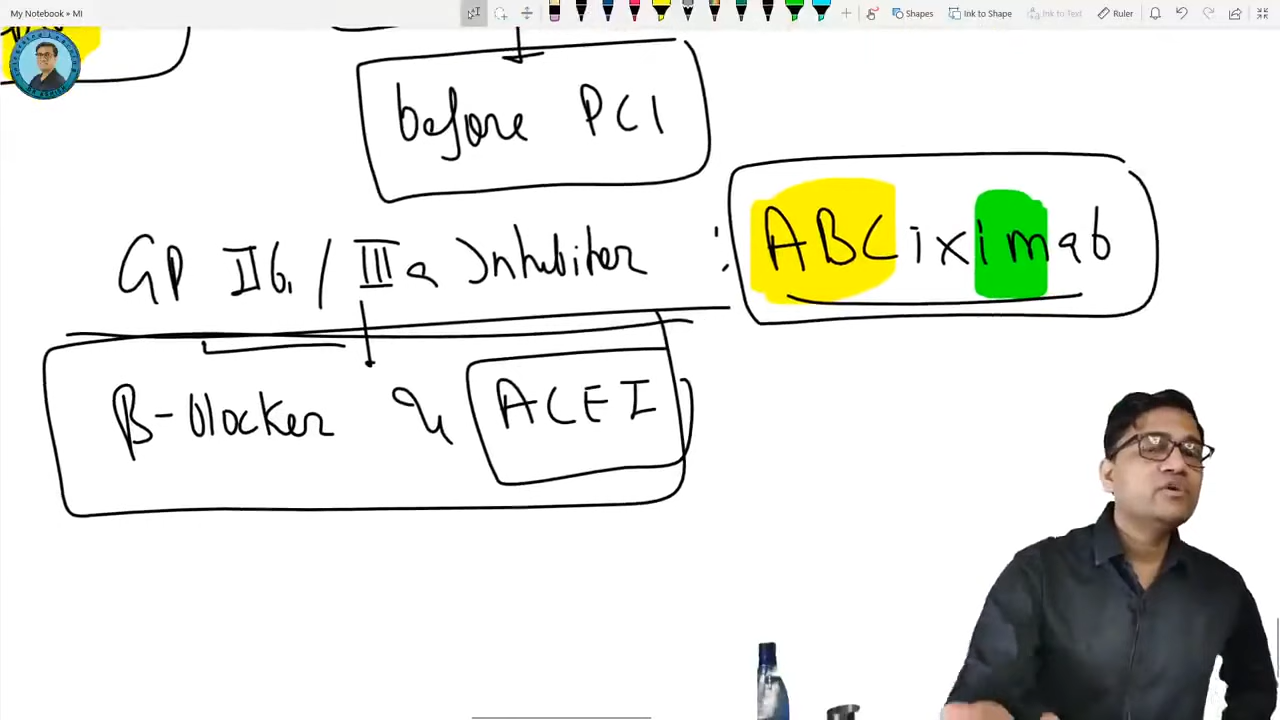 My Notebook » MI
Shapes
Ink to Shape
Ink to Text
Ruler
before PCI
GP IIb / IIIa Inhibitor : ABCiximab
B-blocker & ACEI